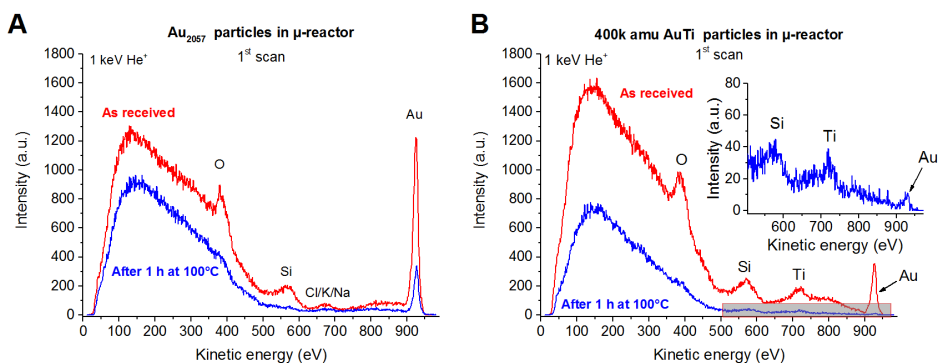 A
Au2057 particles in µ-reactor
1st scan
1 keV He+
As received
Au
O
After 1 h at 100°C
Si
Cl/K/Na
Intensity (a.u.)
1800
1600
1400
1200
1000
800
600
400
200
0
0 100 200 300 400 500 600 700 800 900
Kinetic energy (eV)
B
400k amu AuTi particles in µ-reactor
1st scan
1 keV He+
As received
O
After 1 h at 100°C
Si
Ti
Au
Intensity (a.u.)
1800
1600
1400
1200
1000
800
600
400
200
0
0 100 200 300 400 500 600 700 800 900
Kinetic energy (eV)
80
60
40
20
0
Intensity (a.u.)
Si
Ti
Au
600 700 800 900
Kinetic energy (eV)